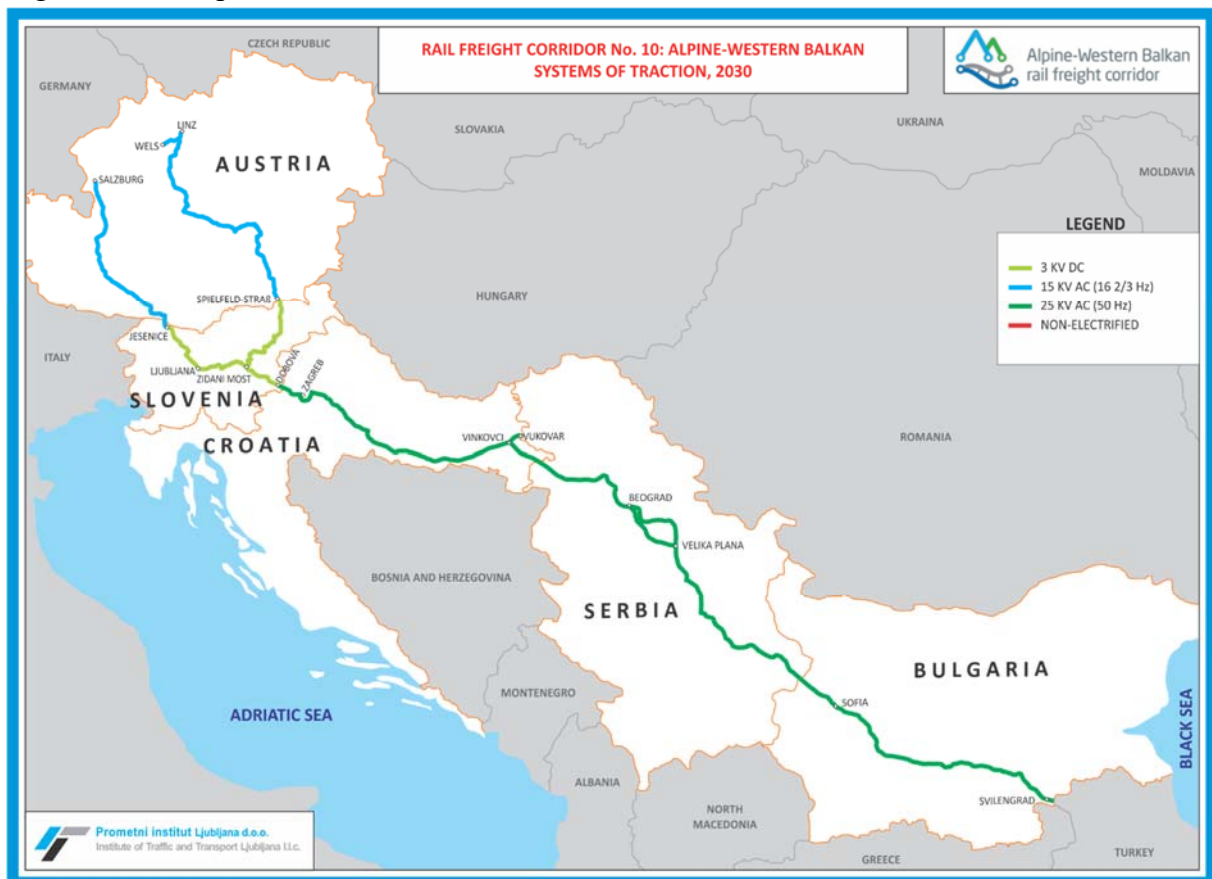 CZECH REPUBLIC
RAIL FREIGHT CORRIDOR No. 10: ALPINE-WESTERN BALKAN
SYSTEMS OF TRACTION, 2030
Alpine-Western Balkan
rail freight corridor
GERMANY
SLOVAKIA
UKRAINA
MOLDAVIA
LINZ
WELS
AUSTRIA
SALZBURG
LEGEND
3 KV DC
15 KV AC (16 2/3 Hz)
25 KV AC (50 Hz)
NON-ELECTRIFIED
SPIELFELD-STRAß
HUNGARY
JESENICE
ITALY
LJUBLJANA
ZIDANI MOST
DOBOVA
ZAGREB
SLOVENIA
CROATIA
VINKOVCI
VUKOVAR
ROMANIA
BEOGRAD
VELIKA PLANA
BOSNIA AND HERZEGOVINA
SERBIA
BULGARIA
MONTENEGRO
SOFIA
ADRIATIC SEA
BLACK SEA
ALBANIA
SVILENGRAD
NORTH
MACEDONIA
Prometni institut Ljubljana d.o.o.
Institute of Traffic and Transport Ljubljana l.l.c.
GREECE
TURKEY